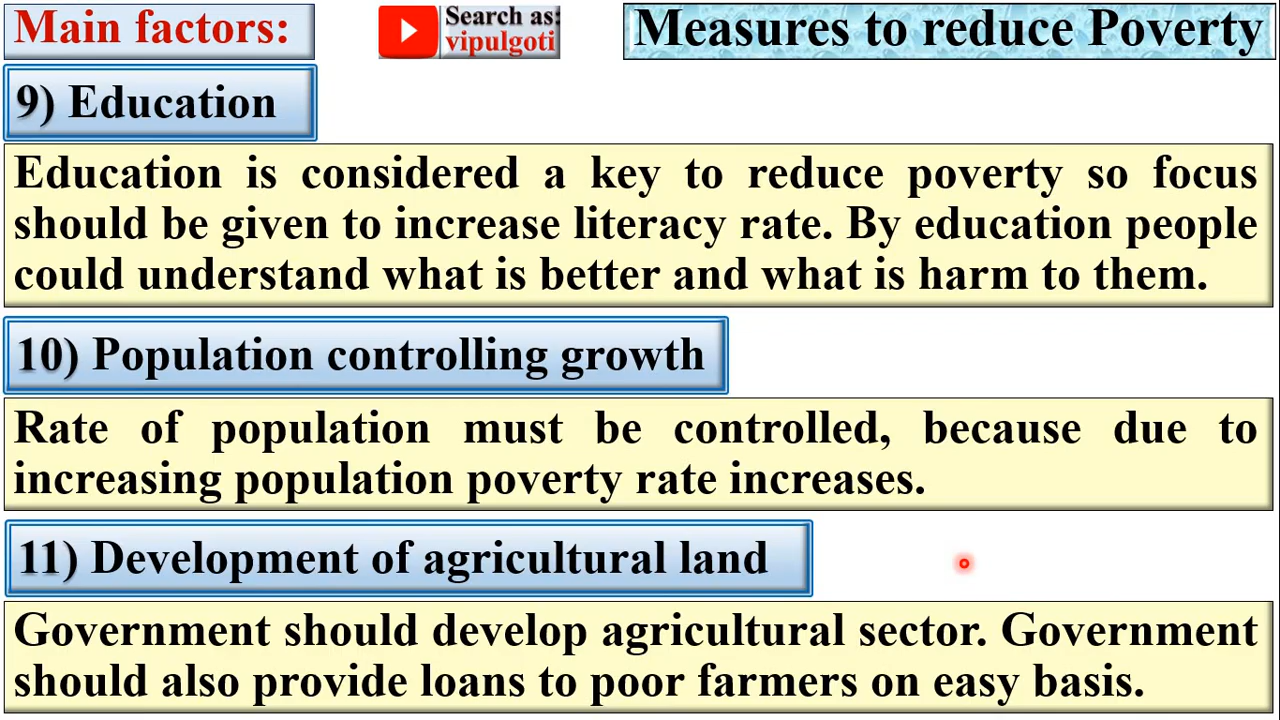 Main factors:
Search as:
vipulgoti
Measures to reduce Poverty
9) Education
Education is considered a key to reduce poverty so focus
should be given to increase literacy rate. By education people
could understand what is better and what is harm to them.
10) Population controlling growth
Rate of population must be controlled, because due to
increasing population poverty rate increases.
11) Development of agricultural land
Government should develop agricultural sector. Government
should also provide loans to poor farmers on easy basis.